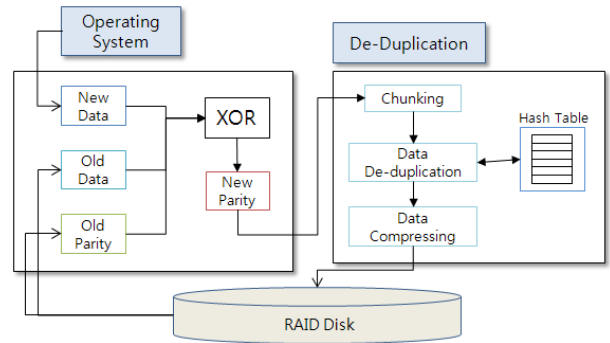 Operating
System
De-Duplication
New
Data
XOR
Chunking
Hash Table
Old
Data
New
Parity
Data
De-duplication
Old
Parity
Data
Compressing
RAID Disk